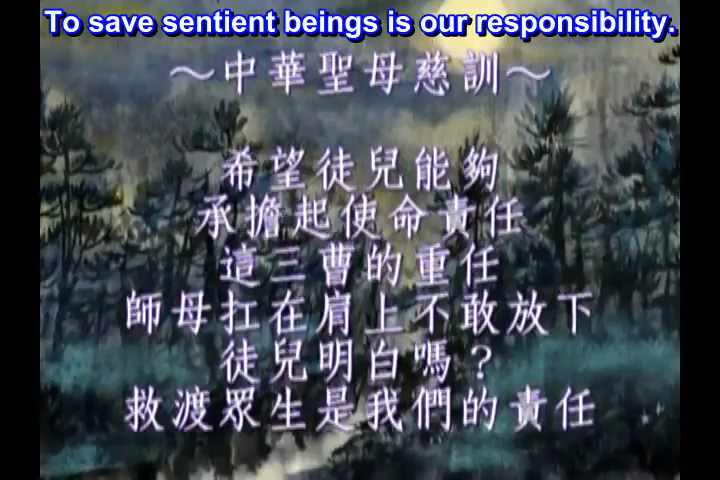 To save sentient beings is our responsibility.
～中華聖母慈訓～
希望徒兒能夠
承擔起使命責任
這三曹的重任
師母扛在肩上不敢放下
徒兒明白嗎？
救渡眾生是我們的責任